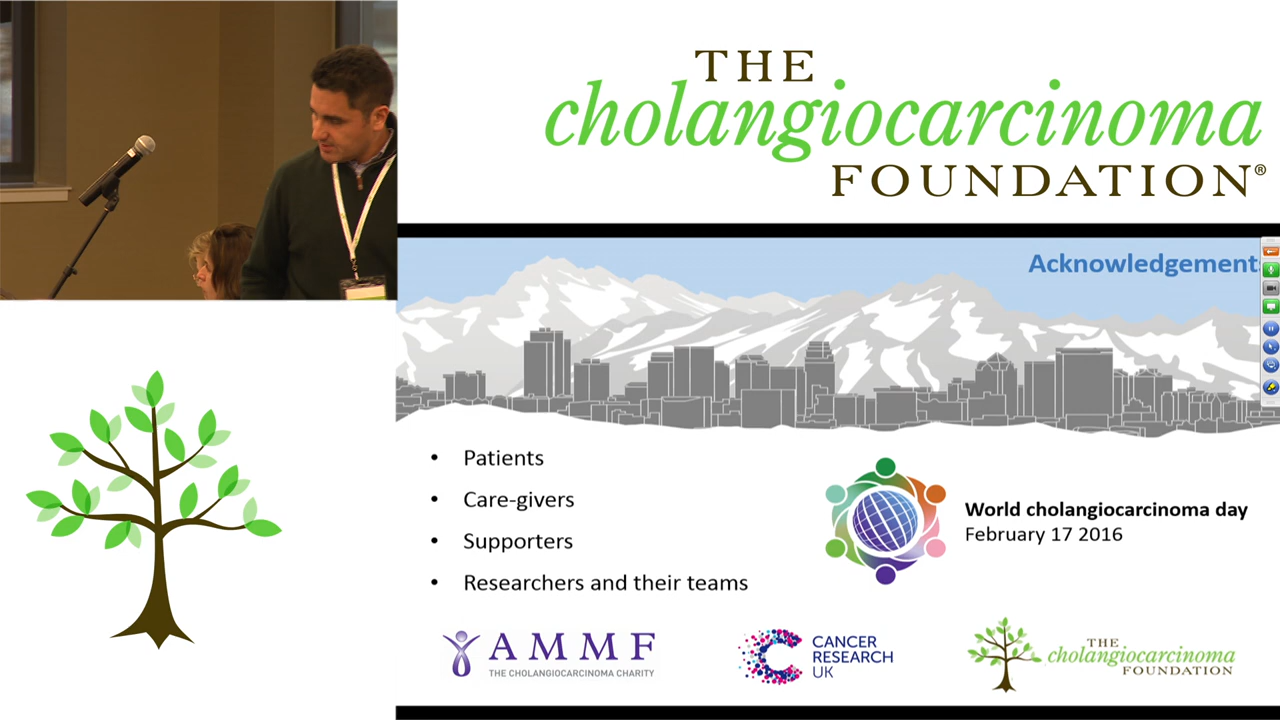 THE
cholangiocarcinoma
FOUNDATION®
Acknowledgement
• Patients
• Care-givers
• Supporters
• Researchers and their teams
World cholangiocarcinoma day
February 17 2016
AMMF
THE CHOLANGIOCARCINOMA CHARITY
CANCER
RESEARCH
UK
THE
cholangiocarcinoma
FOUNDATION